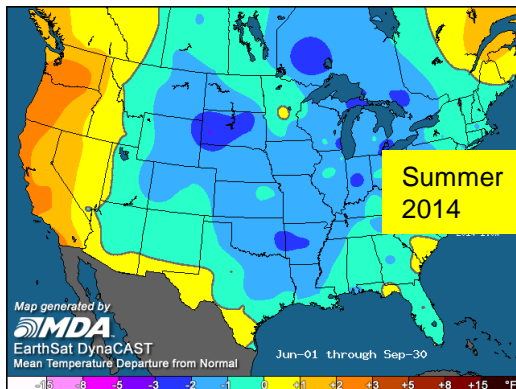 Summer
2014
Map generated by
MDA
EarthSat DynaCAST
Mean Temperature Departure from Normal
Jun-01 through Sep-30
-15 -8 -5 -3 -2 -1 0 +1 +2 +3 +5 +8 +15 °F